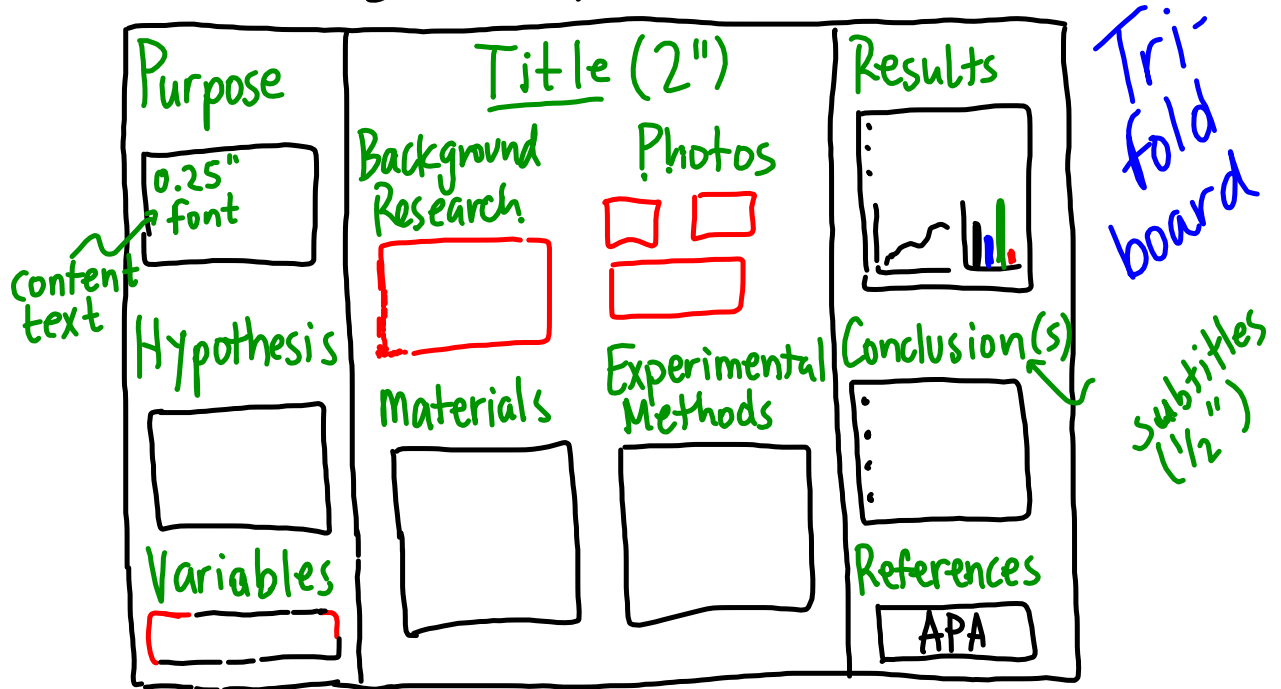 Purpose
0.25"
font
content
text
Hypothesis
Variables
Title (2")
Background
Research
Photos
Materials
Experimental
Methods
Results
Conclusion(s)
References
APA
Tri-
fold
board
subtitles
(1/2")